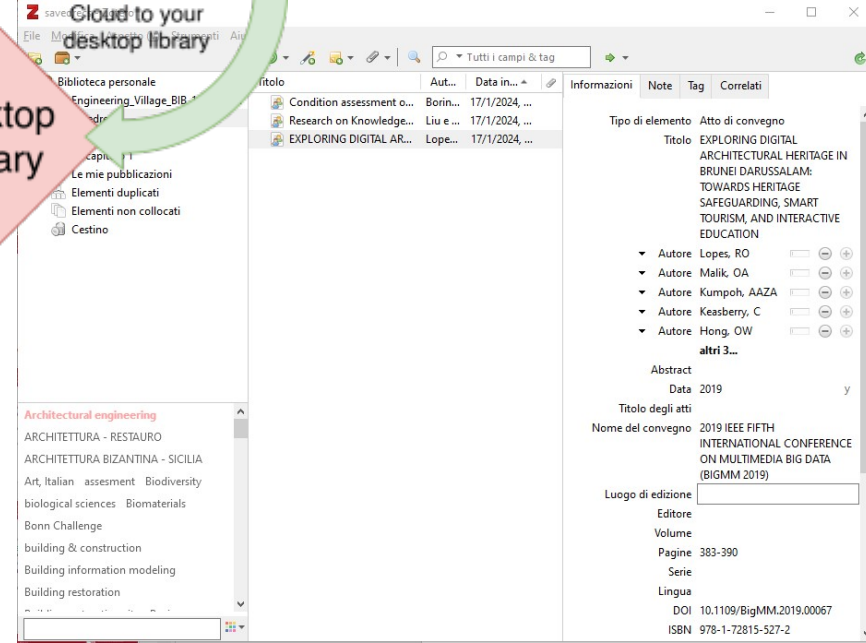 Cloud to your
desktop library
File
Tutti i campi & tag
Biblioteca personale
Engineering_Village_BIB_1
Le mie pubblicazioni
Elementi duplicati
Elementi non collocati
Cestino
Architectural engineering
ARCHITETTURA - RESTAURO
ARCHITETTURA BIZANTINA - SICILIA
Art, Italian assesment Biodiversity
biological sciences Biomaterials
Bonn Challenge
building & construction
Building information modeling
Building restoration
Titolo Aut... Data in...
Condition assessment o... Borin... 17/1/2024, ...
Research on Knowledge... Liu e ... 17/1/2024, ...
EXPLORING DIGITAL AR... Lope... 17/1/2024, ...
Informazioni Note Tag Correlati
Tipo di elemento Atto di convegno
Titolo EXPLORING DIGITAL
ARCHITECTURAL HERITAGE IN
BRUNEI DARUSSALAM:
TOWARDS HERITAGE
SAFEGUARDING, SMART
TOURISM, AND INTERACTIVE
EDUCATION
Autore Lopes, RO
Autore Malik, OA
Autore Kumpoh, AAZA
Autore Keasberry, C
Autore Hong, OW
altri 3...
Abstract
Data 2019 y
Titolo degli atti
Nome del convegno 2019 IEEE FIFTH
INTERNATIONAL CONFERENCE
ON MULTIMEDIA BIG DATA
(BIGMM 2019)
Luogo di edizione
Editore
Volume
Pagine 383-390
Serie
Lingua
DOI 10.1109/BigMM.2019.00067
ISBN 978-1-72815-527-2